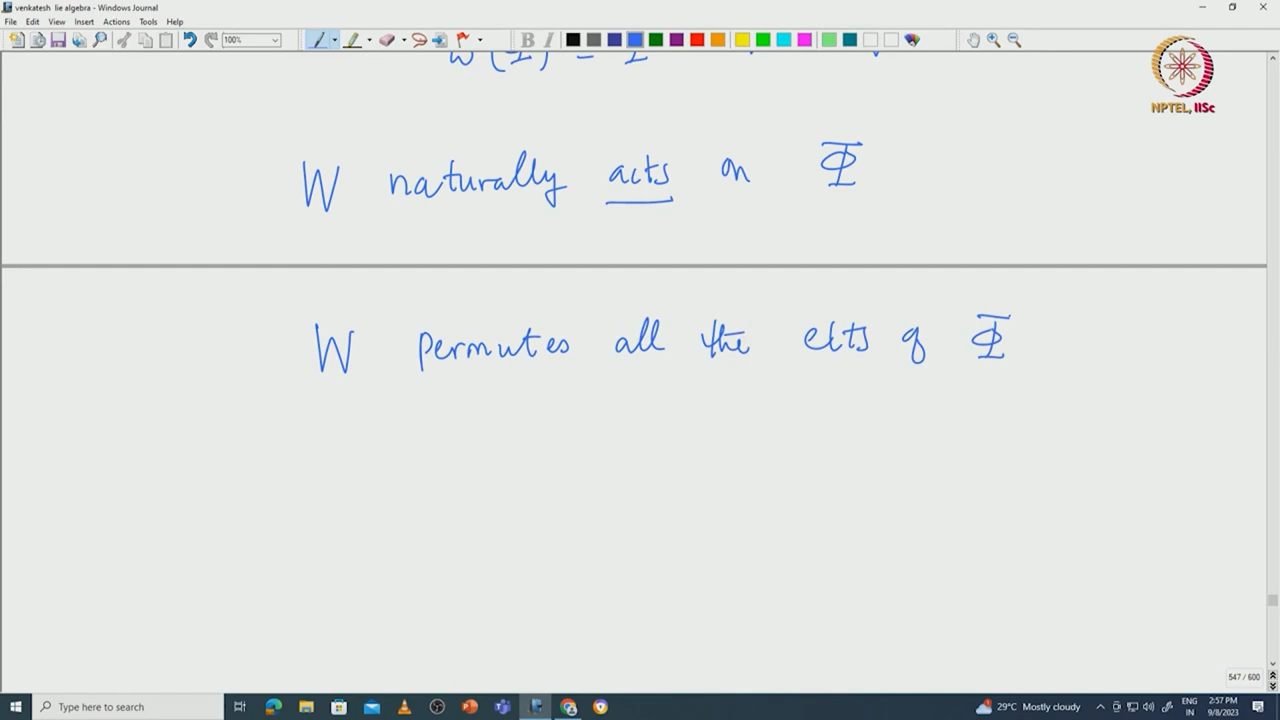 venkatesh lie algebra - Windows Journal
File Edit View Insert Actions Tools Help
100%
B I
w(Φ) = Φ
NPTEL, IISc
W naturally acts on Φ
W permutes all the elts of Φ
547 / 600
Type here to search
29°C Mostly cloudy
ENG
IN
2:57 PM
9/8/2023